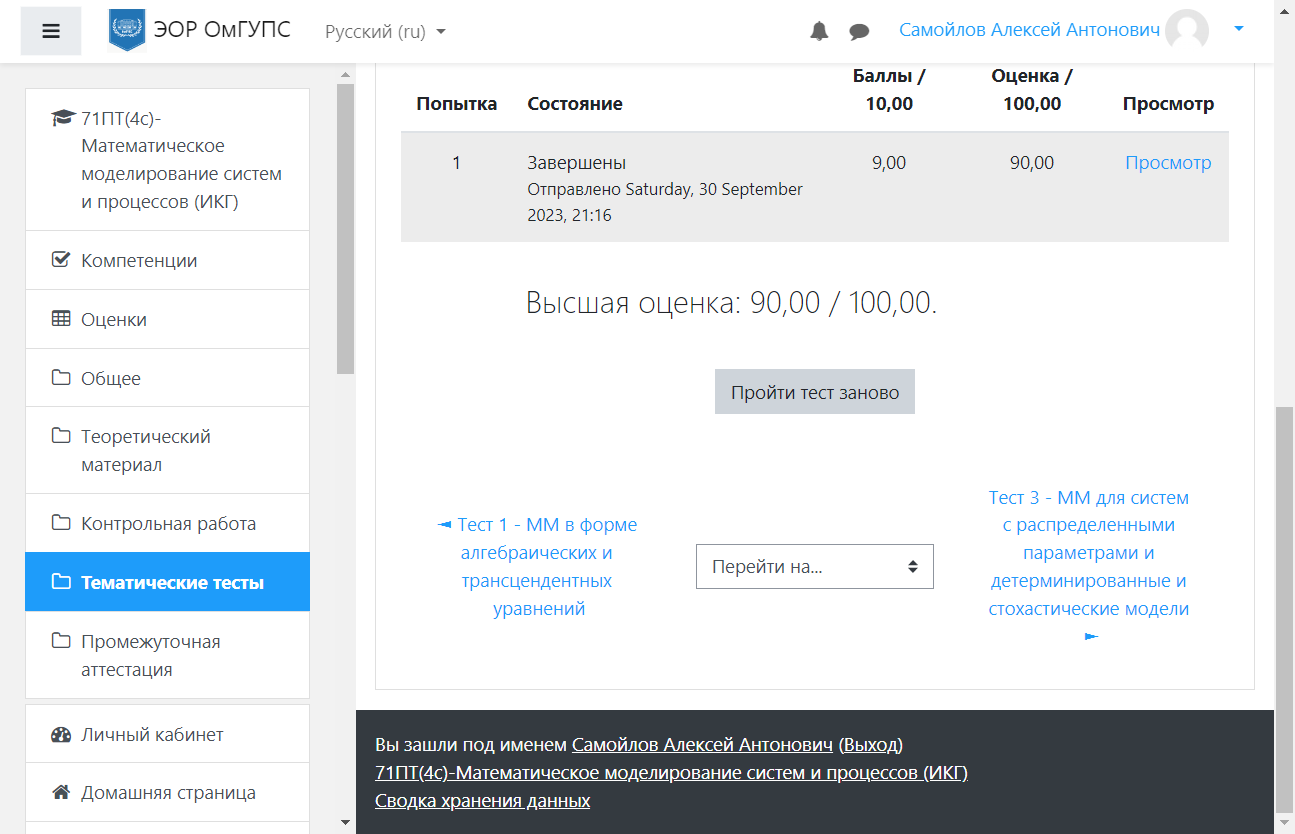 ЭОР ОмГУПС
Русский (ru)
Самойлов Алексей Антонович
71ПТ(4с)-
Математическое
моделирование систем
и процессов (ИКГ)
Компетенции
Оценки
Общее
Теоретический
материал
Контрольная работа
Тематические тесты
Промежуточная
аттестация
Личный кабинет
Домашняя страница
Попытка Состояние Баллы / 10,00 Оценка / 100,00 Просмотр
1 Завершены 9,00 90,00 Просмотр
Отправлено Saturday, 30 September
2023, 21:16
Высшая оценка: 90,00 / 100,00.
Пройти тест заново
◄ Тест 1 - ММ в форме
алгебраических и
трансцендентных
уравнений
Перейти на...
Тест 3 - ММ для систем
с распределенными
параметрами и
детерминированные и
стохастические модели
►
Вы зашли под именем Самойлов Алексей Антонович (Выход)
71ПТ(4с)-Математическое моделирование систем и процессов (ИКГ)
Сводка хранения данных